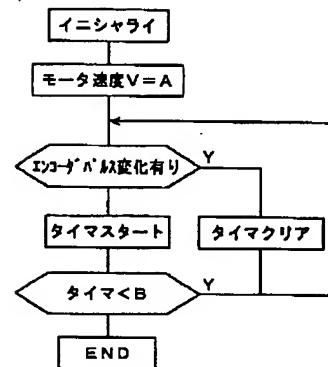 イニシャライ
モータ速度V=A
エンコーダパルス変化有り
Y
タイマスタート
タイマクリア
タイマ<B
Y
END